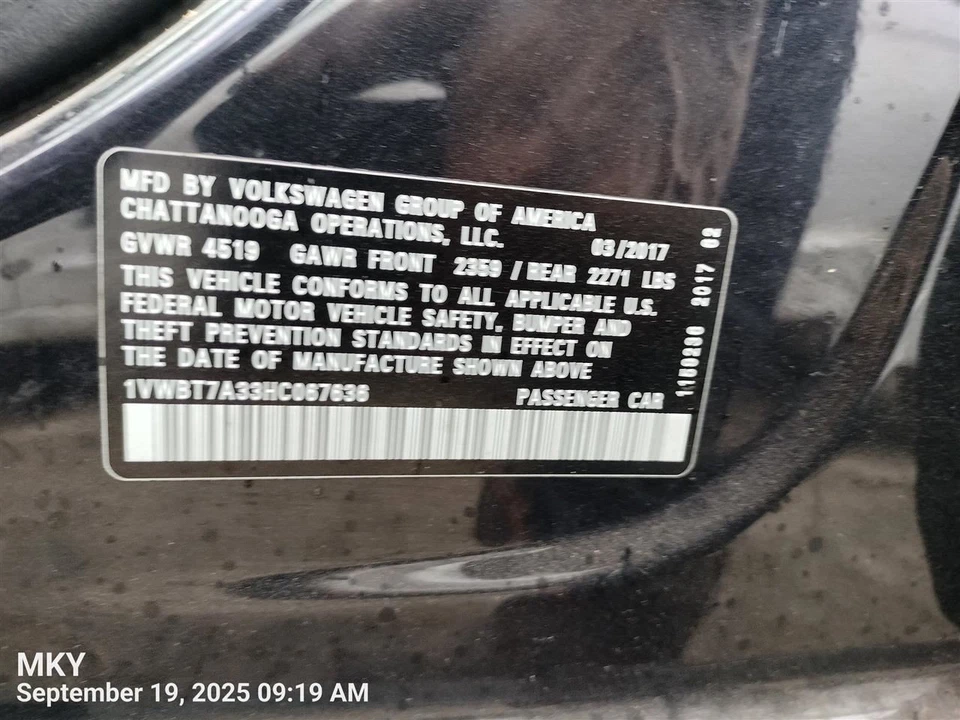 MFD BY VOLKSWAGEN GROUP OF AMERICA
CHATTANOOGA OPERATIONS, LLC. 03/2017
GVWR 4519 GAWR FRONT 2359 / REAR 2271 LBS
THIS VEHICLE CONFORMS TO ALL APPLICABLE U.S.
FEDERAL MOTOR VEHICLE SAFETY, BUMPER AND
THEFT PREVENTION STANDARDS IN EFFECT ON
THE DATE OF MANUFACTURE SHOWN ABOVE
1VWBT7A33HC067636 PASSENGER CAR
1160230 2017 02
MKY
September 19, 2025 09:19 AM